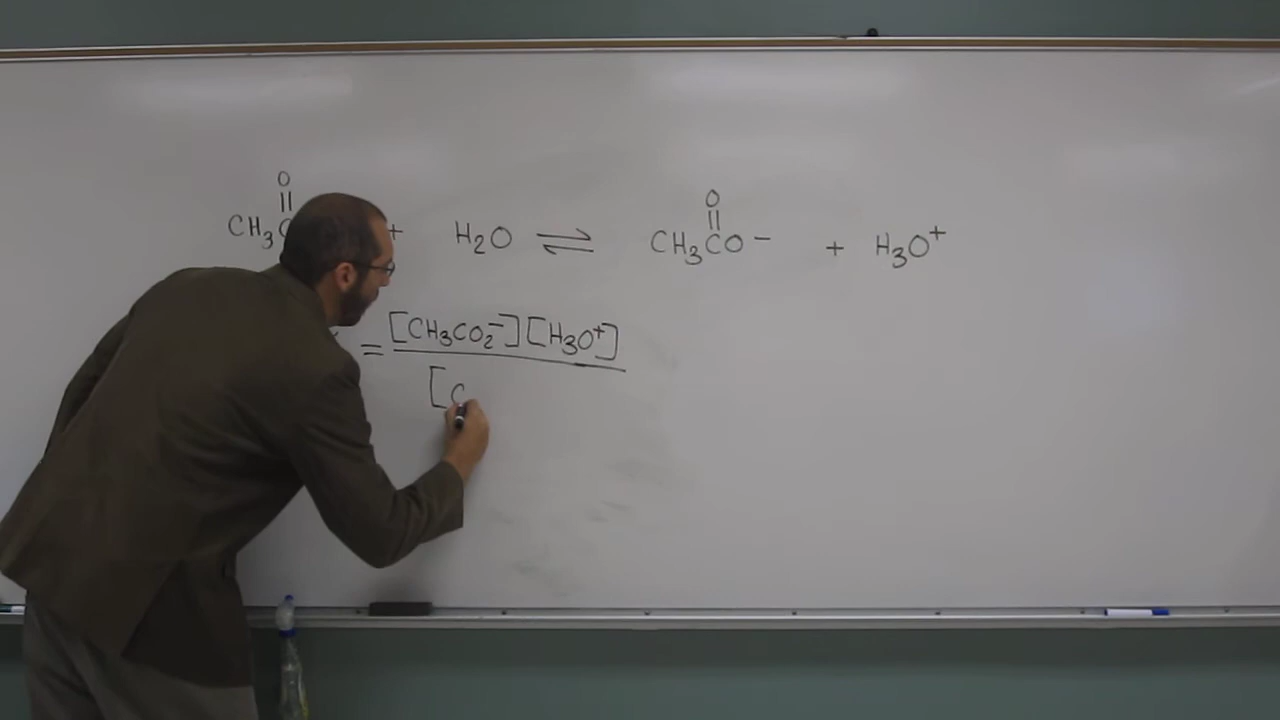 O O
CH3C + H2O ⇌ CH3CO− + H3O+
= [CH3CO2−][H3O+]
[C